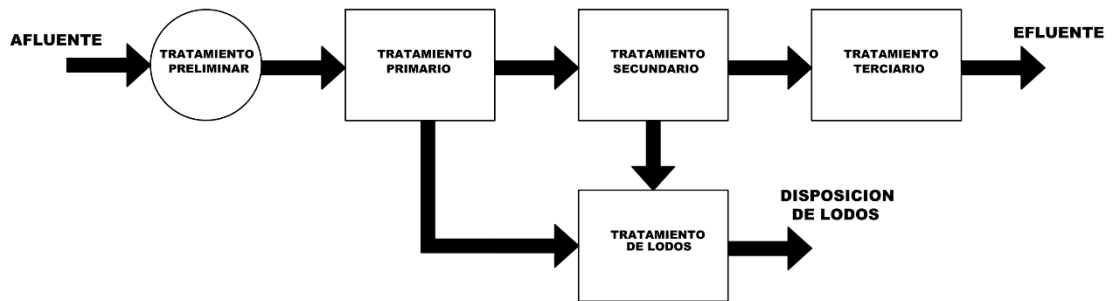 AFLUENTE
TRATAMIENTO
PRELIMINAR
TRATAMIENTO
PRIMARIO
TRATAMIENTO
SECUNDARIO
TRATAMIENTO
TERCIARIO
EFLUENTE
TRATAMIENTO
DE LODOS
DISPOSICION
DE LODOS